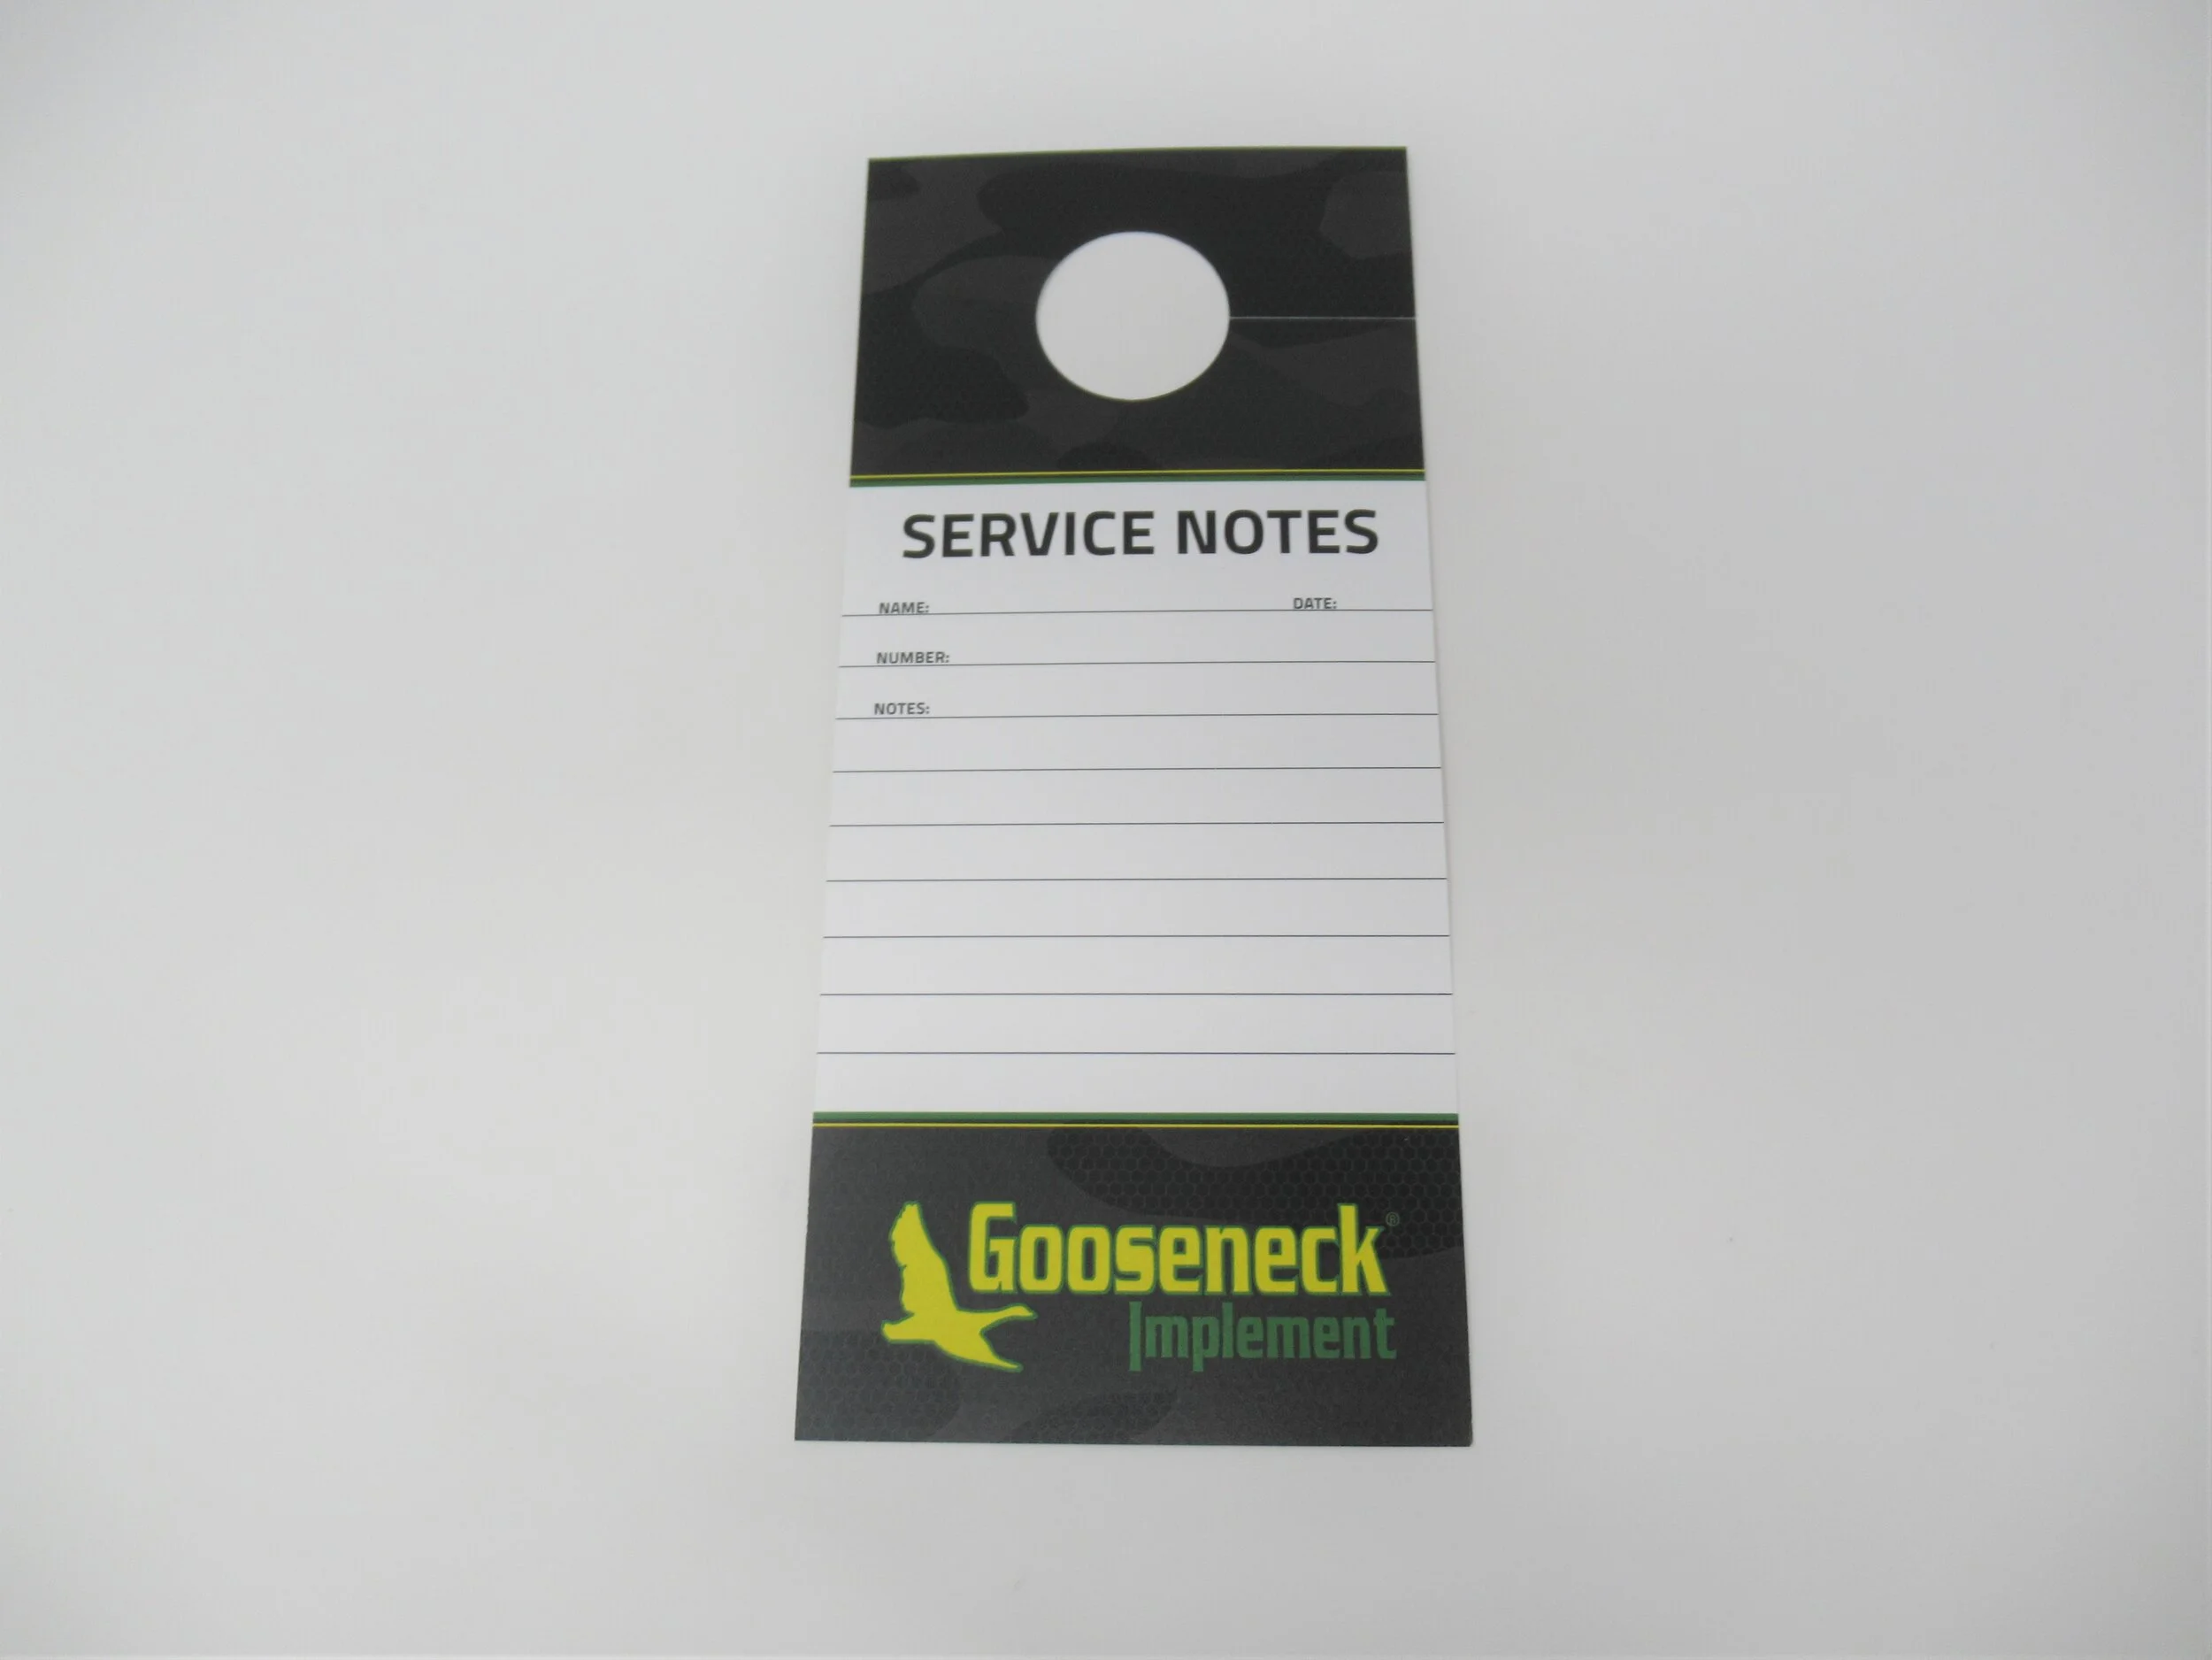 SERVICE NOTES
NAME: DATE:
NUMBER:
NOTES:
Gooseneck®
Implement